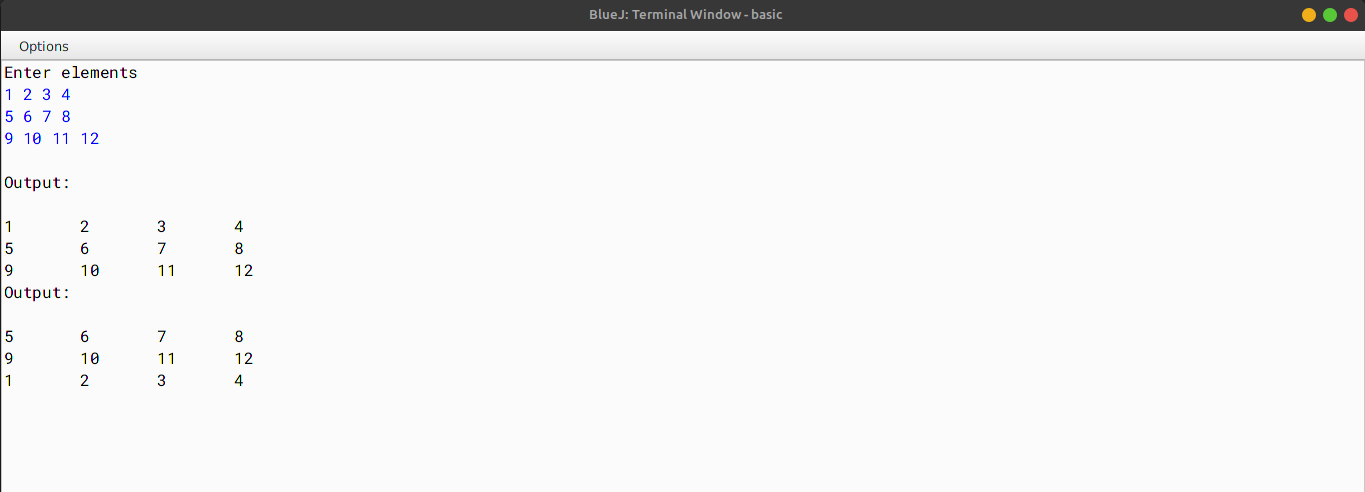 BlueJ: Terminal Window - basic
Options
Enter elements
1 2 3 4
5 6 7 8
9 10 11 12
Output:
1 2 3 4
5 6 7 8
9 10 11 12
Output:
5 6 7 8
9 10 11 12
1 2 3 4